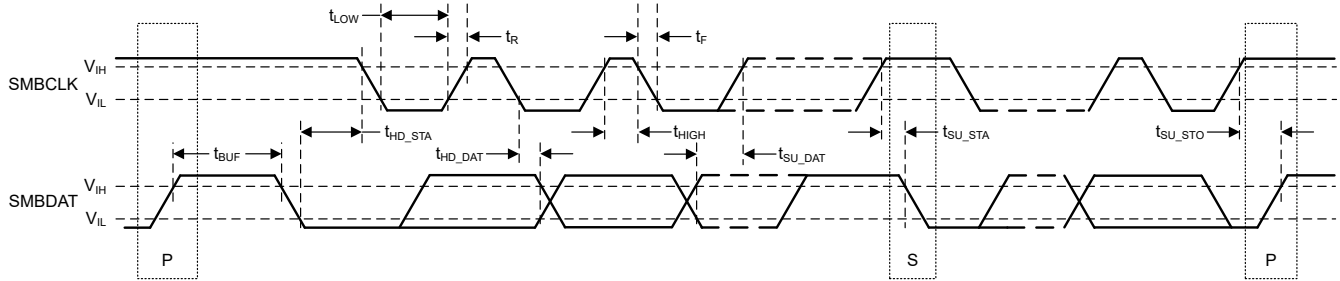 tLOW
tR
tF
VIH
SMBCLK
VIL
tHD_STA
tHIGH
tSU_STA
tSU_STO
tBUF
tHD_DAT
tSU_DAT
VIH
SMBDAT
VIL
P
S
P